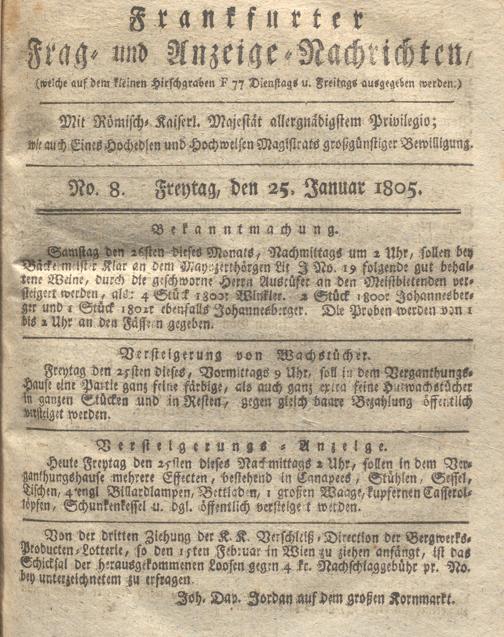 Frankfurter
Frag- und Anzeige-Nachrichten,
(welche auf dem kleinen Hirschgraben F 77 Dienstags u. Freitags ausgegeben werden.)
Mit Römisch-Kaiserl. Majestät allergnädigstem Privilegio;
wie auch Eines Hochedlen und Hochweisen Magistrats großgünstiger Bewilligung.
No. 8. Freytag, den 25. Januar 1805.
Bekanntmachung.
Samstag den 26sten dieses Monats, Nachmittags um 2 Uhr, sollen bey
Bäckermeister Klar an dem Maynzerthörgen Lit J No. 19 folgende gut behal-
tene Weine, durch die geschworne Herrn Ausrüfer an den Meistbietenden ver-
steigert werden, als: 4 Stück 1800r Winkler. 2 Stück 1800r Johannesber-
ger und 1 Stück 1802r ebenfalls Johannesberger. Die Proben werden von 1
bis 2 Uhr an den Fässern gegeben.
Versteigerung von Wachstücher.
Freytag den 25sten dieses, Vormittags 9 Uhr, soll in dem Verganthungs-
Hause eine Partie ganz feine färbige, als auch ganz extra feine Hutwachstücher
in ganzen Stücken und in Resten, gegen gleich baare Bezahlung öffentlich
versteiget werden.
Versteigerungs-Anzeige.
Heute Freytag den 25sten dieses Nachmittags 2 Uhr, sollen in dem Ver-
ganthungshause mehrere Effecten, bestehend in Canapees, Stühlen, Sessel,
Tischen, 4 engl Billardlampen, Bettladen, 1 großen Waage, kupfernen Casserol-
löpfen, Schunkenkessel u. dgl. öffentlich versteiget werden.
Von der dritten Ziehung der K. K. Verschleiß-Direction der Bergwerks-
Producten-Lotterie, so den 15ten Februar in Wien zu ziehen anfängt, ist das
Schicksal der herausgekommenen Loosen gegen 4 kr. Nachschlaggebühr pr. No.
bey unterzeichnetem zu erfragen.
Joh. Dav. Jordan auf dem großen Kornmarkt.